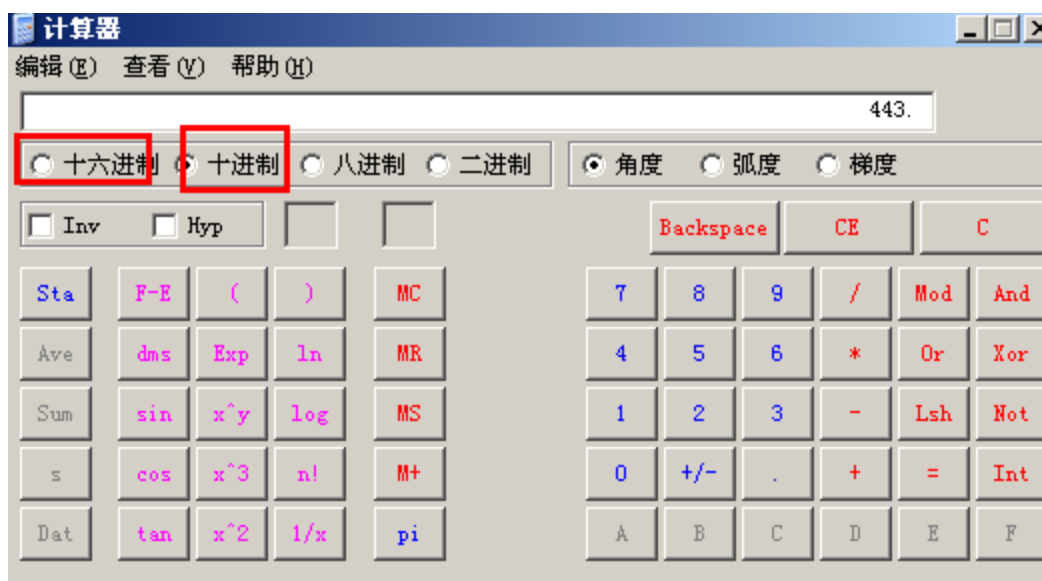 计算器
编辑(E) 查看(V) 帮助(H)
443.
十六进制 十进制 八进制 二进制 角度 弧度 梯度
Inv Hyp Backspace CE C
Sta F-E ( ) MC 7 8 9 / Mod And
Ave dms Exp ln MR 4 5 6 * Or Xor
Sum sin x^y log MS 1 2 3 - Lsh Not
s cos x^3 n! M+ 0 +/- . + = Int
Dat tan x^2 1/x pi A B C D E F